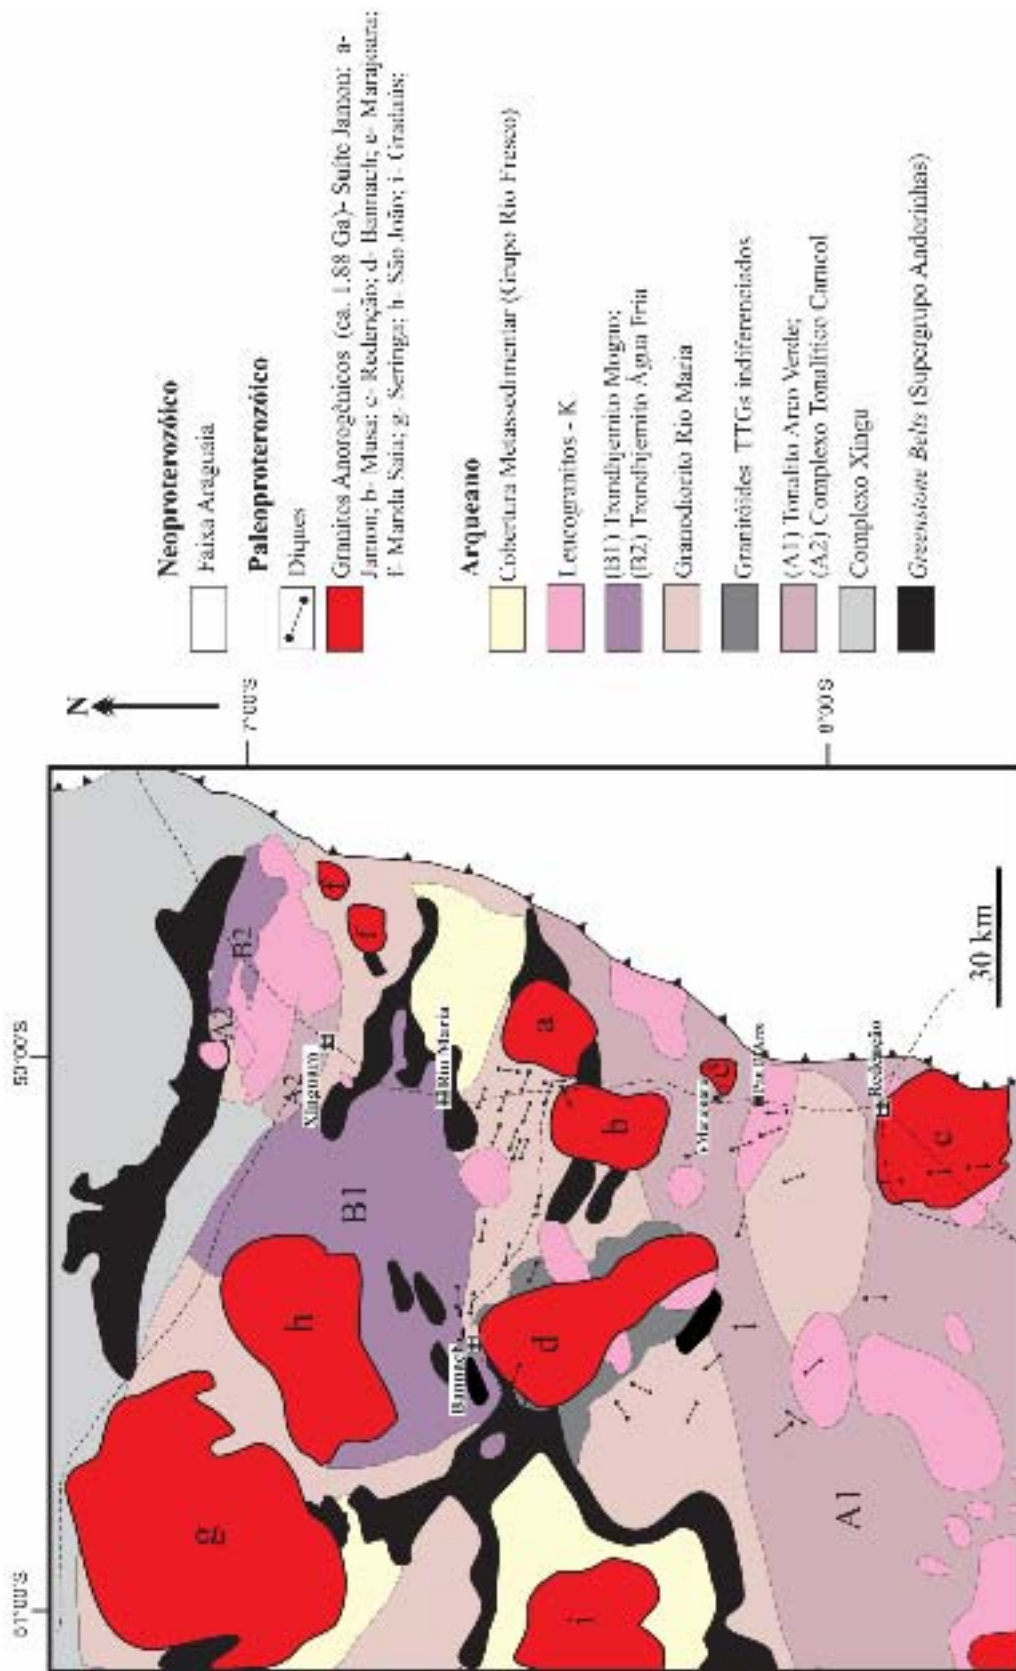 51°00'S
50°00'S
N
7°00'S
8°00'S
g
h
B1
A2
A2
B2
Xinguara
f
f
Rio Maria
Bannach
a
b
d
e
Pau D'Arco
Redenção
c
i
A1
30 km
Neoproterozóico
Faixa Araguaia
Paleoproterozóico
Diques
Granitos Anorogênicos (ca. 1.88 Ga)- Suíte Jamon: a-
Jamon; b- Musa; c- Redenção; d- Bannach; e- Marajoara;
f- Manda Saia; g- Seringa; h- São João; i- Gradaús;
Arqueano
Cobertura Metassedimentar (Grupo Rio Fresco)
Leucogranitos - K
(B1) Trondhjemito Mogno;
(B2) Trondhjemito Água Fria
Granodiorito Rio Maria
Granitóides TTGs indiferenciados
(A1) Tonalito Arco Verde;
(A2) Complexo Tonalítico Caracol
Complexo Xingu
Greenstone Belts (Supergrupo Andorinhas)